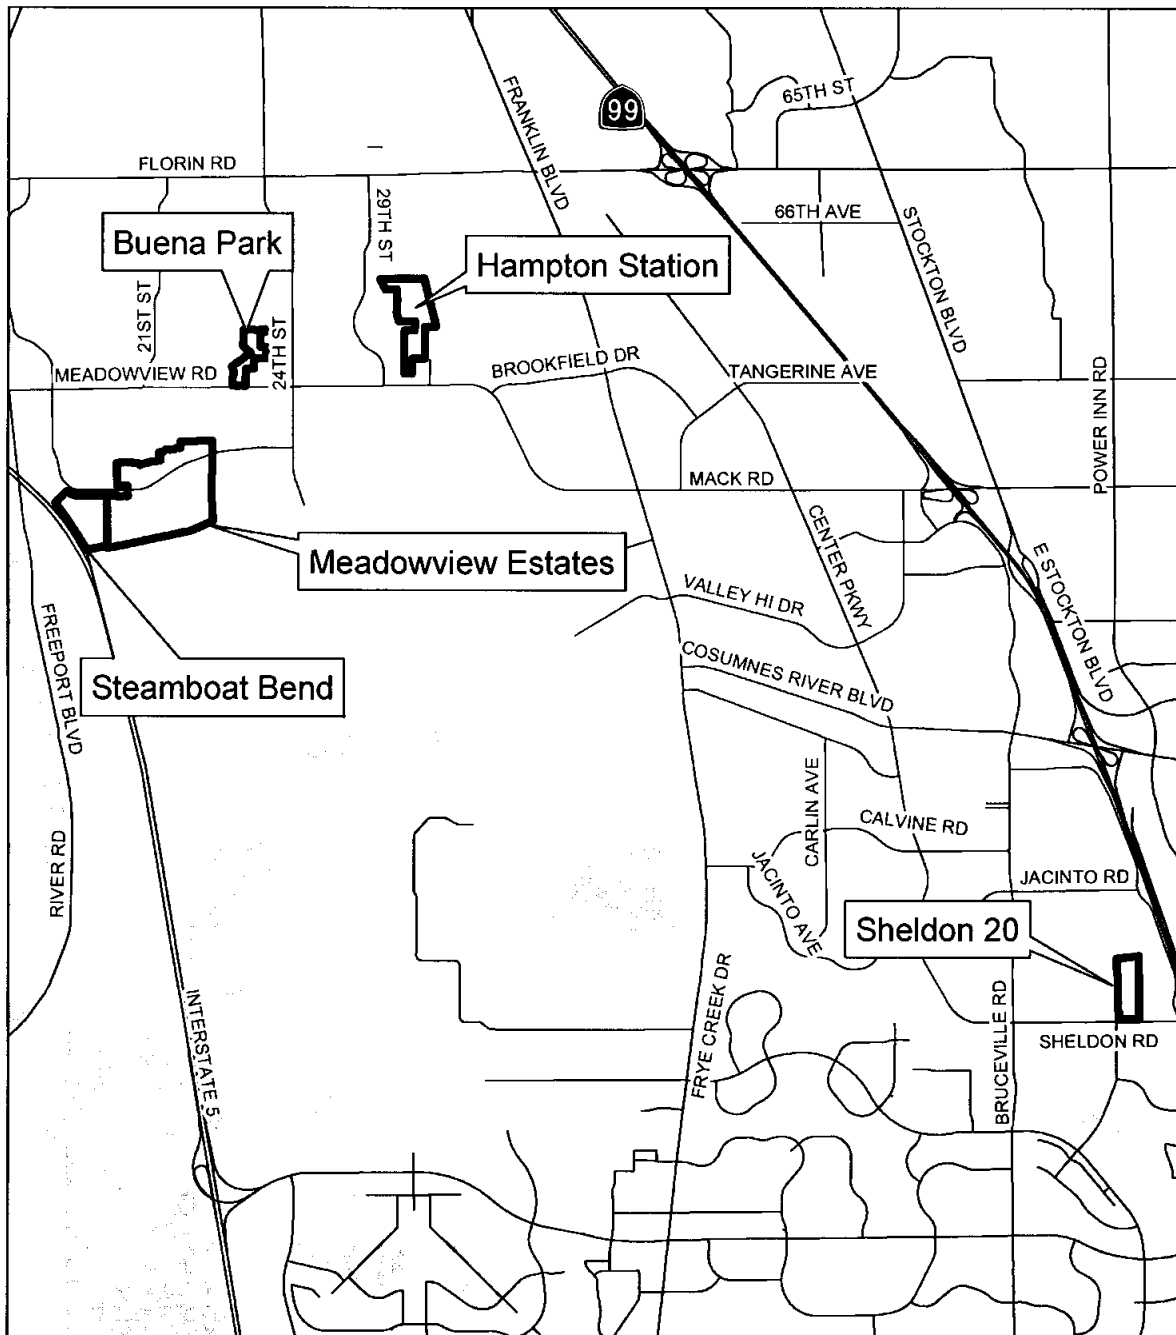 FRANKLIN BLVD
99
65TH ST
FLORIN RD
29TH ST
66TH AVE
STOCKTON BLVD
Buena Park
Hampton Station
21ST ST
24TH ST
MEADOWVIEW RD
BROOKFIELD DR
TANGERINE AVE
POWER INN RD
MACK RD
CENTER PKWY
Meadowview Estates
E STOCKTON BLVD
VALLEY HI DR
FREEPORT BLVD
COSUMNES RIVER BLVD
Steamboat Bend
CARLIN AVE
CALVINE RD
RIVER RD
JACINTO AVE
JACINTO RD
Sheldon 20
INTERSTATE 5
FRYE CREEK DR
BRUCEVILLE RD
SHELDON RD